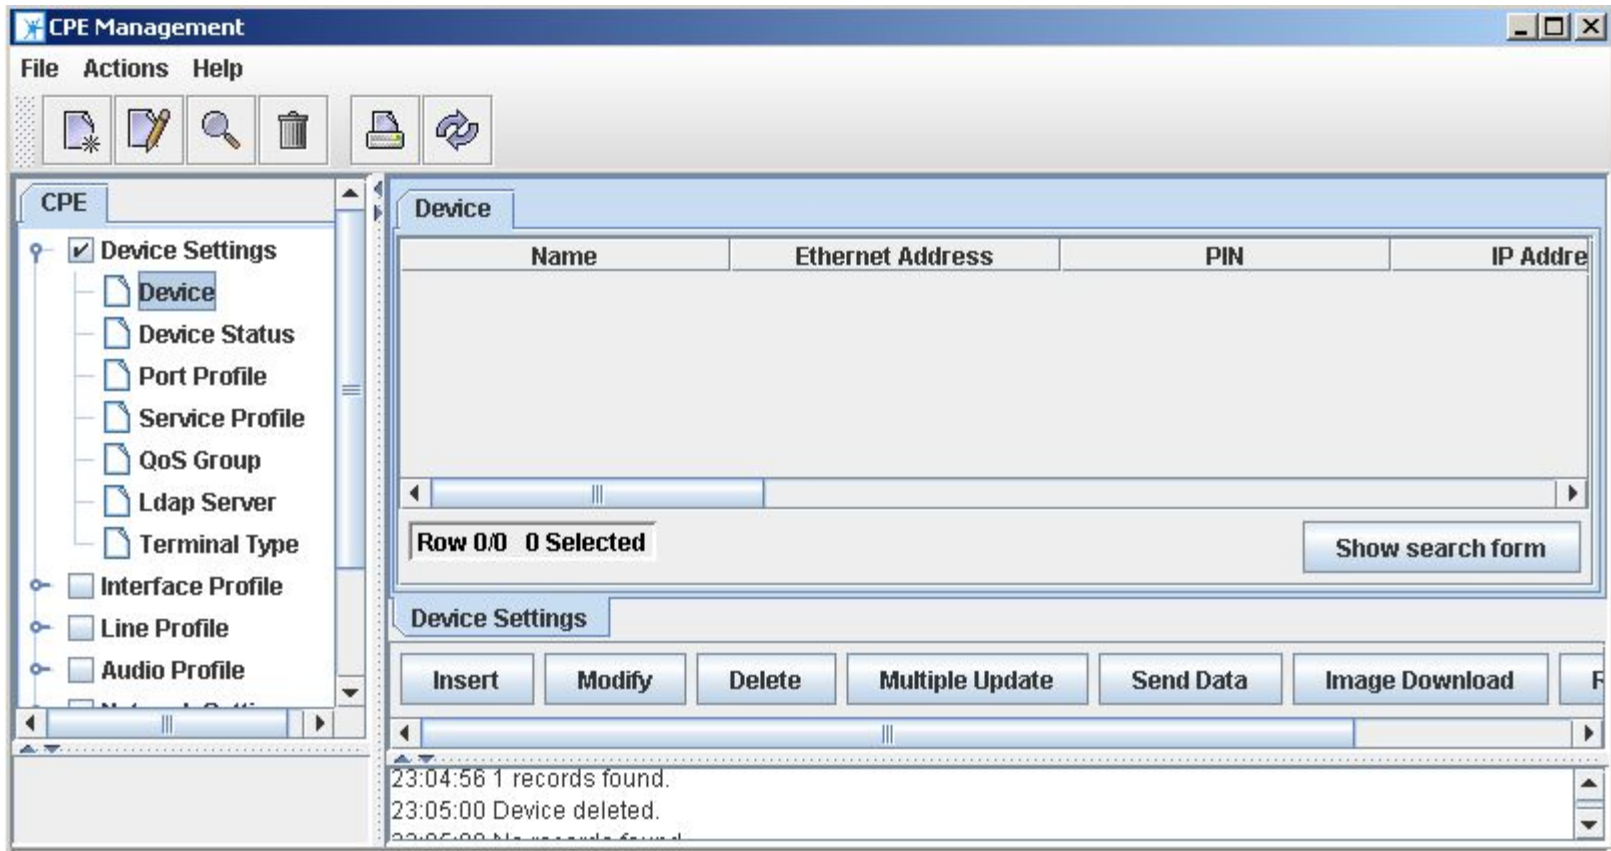 CPE Management
File Actions Help
CPE
Device Settings
Device
Device Status
Port Profile
Service Profile
QoS Group
Ldap Server
Terminal Type
Interface Profile
Line Profile
Audio Profile
Device
Name Ethernet Address PIN IP Addre
Row 0/0 0 Selected
Show search form
Device Settings
Insert Modify Delete Multiple Update Send Data Image Download
23:04:56 1 records found.
23:05:00 Device deleted.